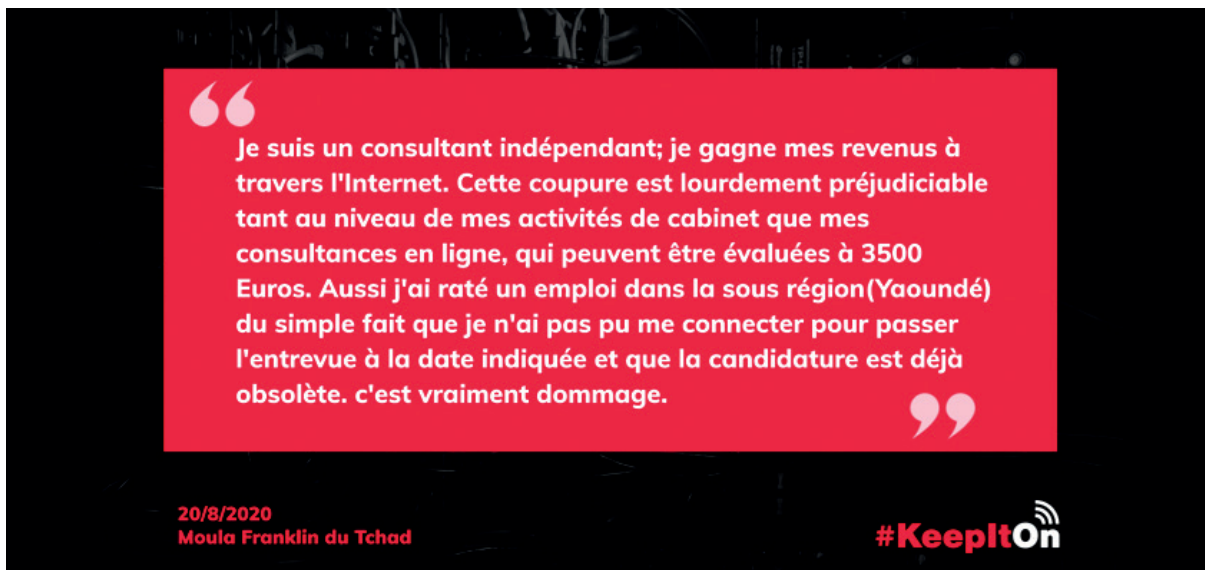 “
Je suis un consultant indépendant; je gagne mes revenus à
travers l'Internet. Cette coupure est lourdement préjudiciable
tant au niveau de mes activités de cabinet que mes
consultances en ligne, qui peuvent être évaluées à 3500
Euros. Aussi j'ai raté un emploi dans la sous région(Yaoundé)
du simple fait que je n'ai pas pu me connecter pour passer
l'entrevue à la date indiquée et que la candidature est déjà
obsolète. c'est vraiment dommage.
”
20/8/2020
Moula Franklin du Tchad
#KeepItOn